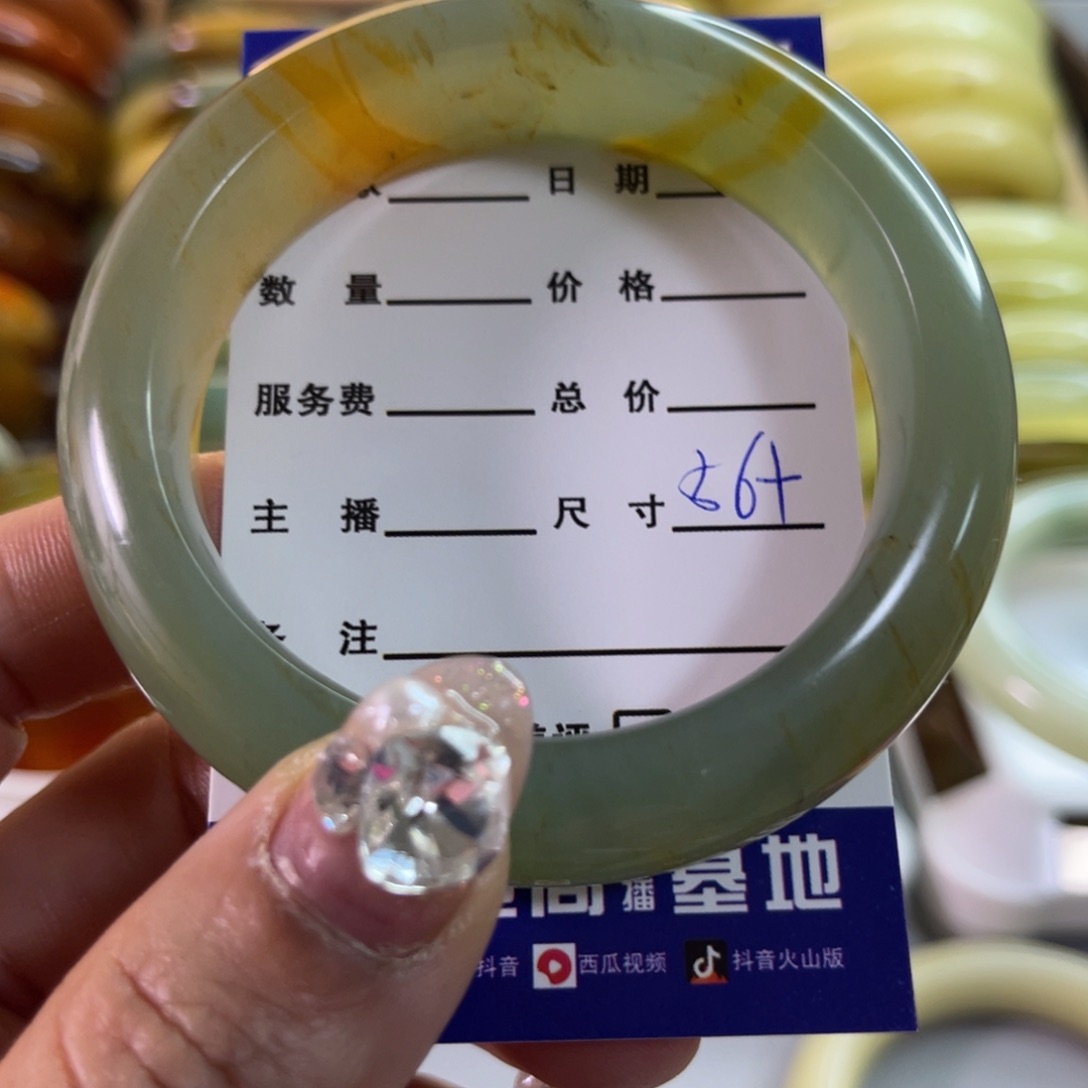 日 期
数 量 价 格
服务费 总 价
主 播 尺 寸 56+
注
评
播 基地
抖音 西瓜视频 抖音火山版